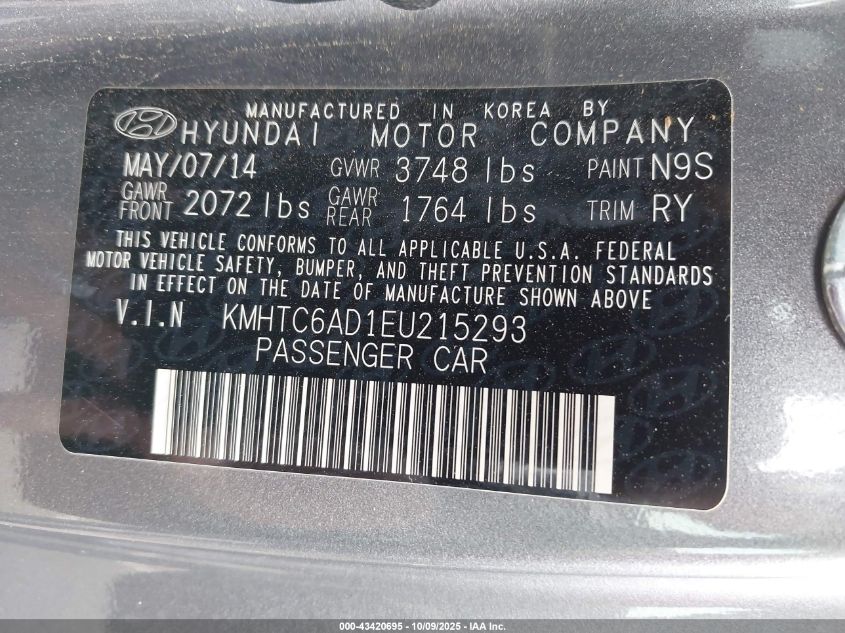 MANUFACTURED IN KOREA BY
HYUNDAI MOTOR COMPANY
MAY/07/14 GVWR 3748 lbs PAINT N9S
GAWR FRONT 2072 lbs GAWR REAR 1764 lbs TRIM RY
THIS VEHICLE CONFORMS TO ALL APPLICABLE U.S.A. FEDERAL
MOTOR VEHICLE SAFETY, BUMPER, AND THEFT PREVENTION STANDARDS
IN EFFECT ON THE DATE OF MANUFACTURE SHOWN ABOVE
V.I.N KMHTC6AD1EU215293
PASSENGER CAR
000-43420695 - 10/09/2025 - IAA Inc.